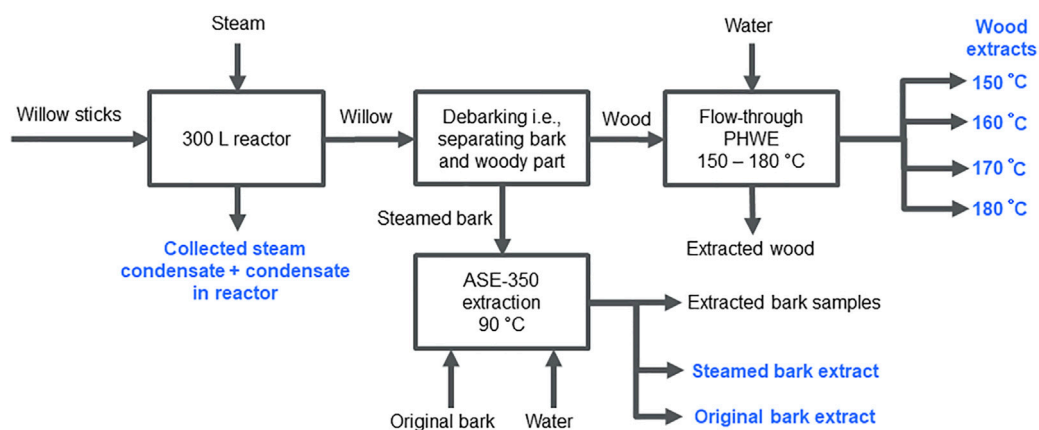 Steam
Water
Wood
extracts
Willow sticks
300 L reactor
Willow
Debarking i.e.,
separating bark
and woody part
Wood
Flow-through
PHWE
150 – 180 °C
150 °C
160 °C
170 °C
180 °C
Collected steam
condensate + condensate
in reactor
Steamed bark
Extracted wood
ASE-350
extraction
90 °C
Extracted bark samples
Steamed bark extract
Original bark extract
Original bark
Water